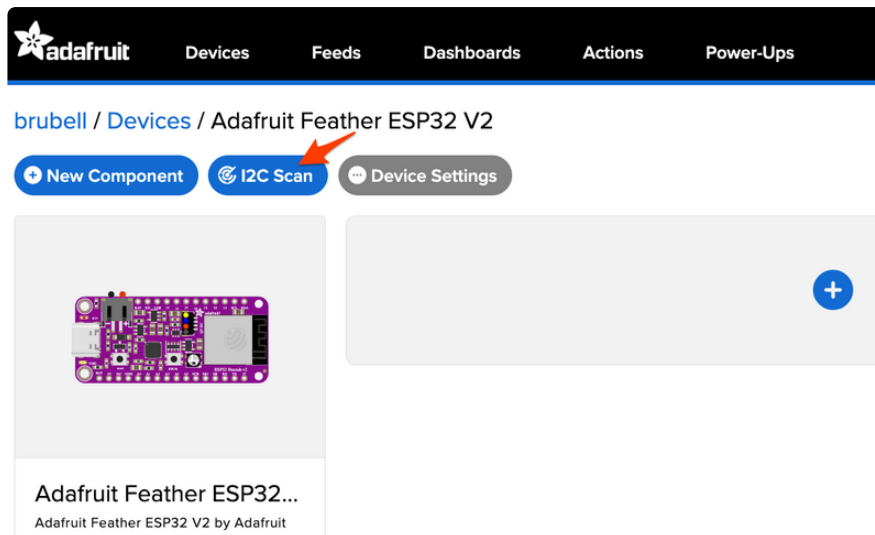 adafruit Devices Feeds Dashboards Actions Power-Ups
brubell / Devices / Adafruit Feather ESP32 V2
New Component I2C Scan Device Settings
Adafruit Feather ESP32...
Adafruit Feather ESP32 V2 by Adafruit